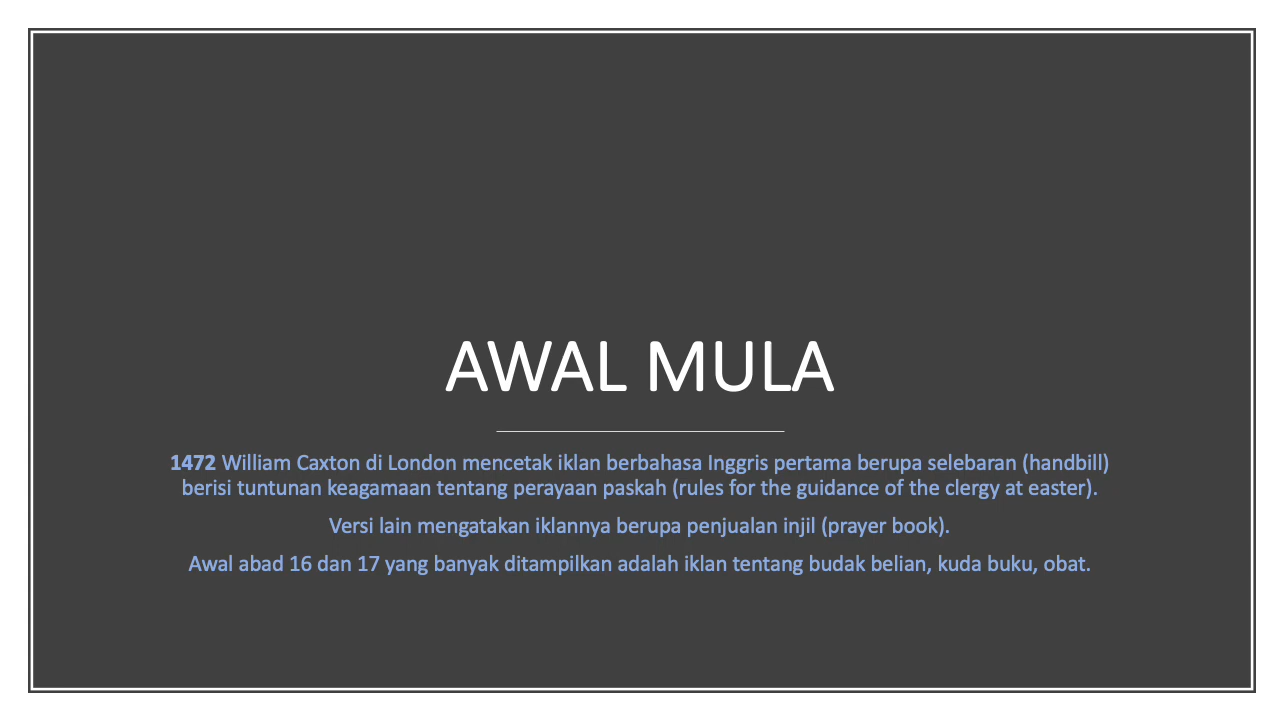 AWAL MULA
1472 William Caxton di London mencetak iklan berbahasa Inggris pertama berupa selebaran (handbill)
berisi tuntunan keagamaan tentang perayaan paskah (rules for the guidance of the clergy at easter).
Versi lain mengatakan iklannya berupa penjualan injil (prayer book).
Awal abad 16 dan 17 yang banyak ditampilkan adalah iklan tentang budak belian, kuda buku, obat.